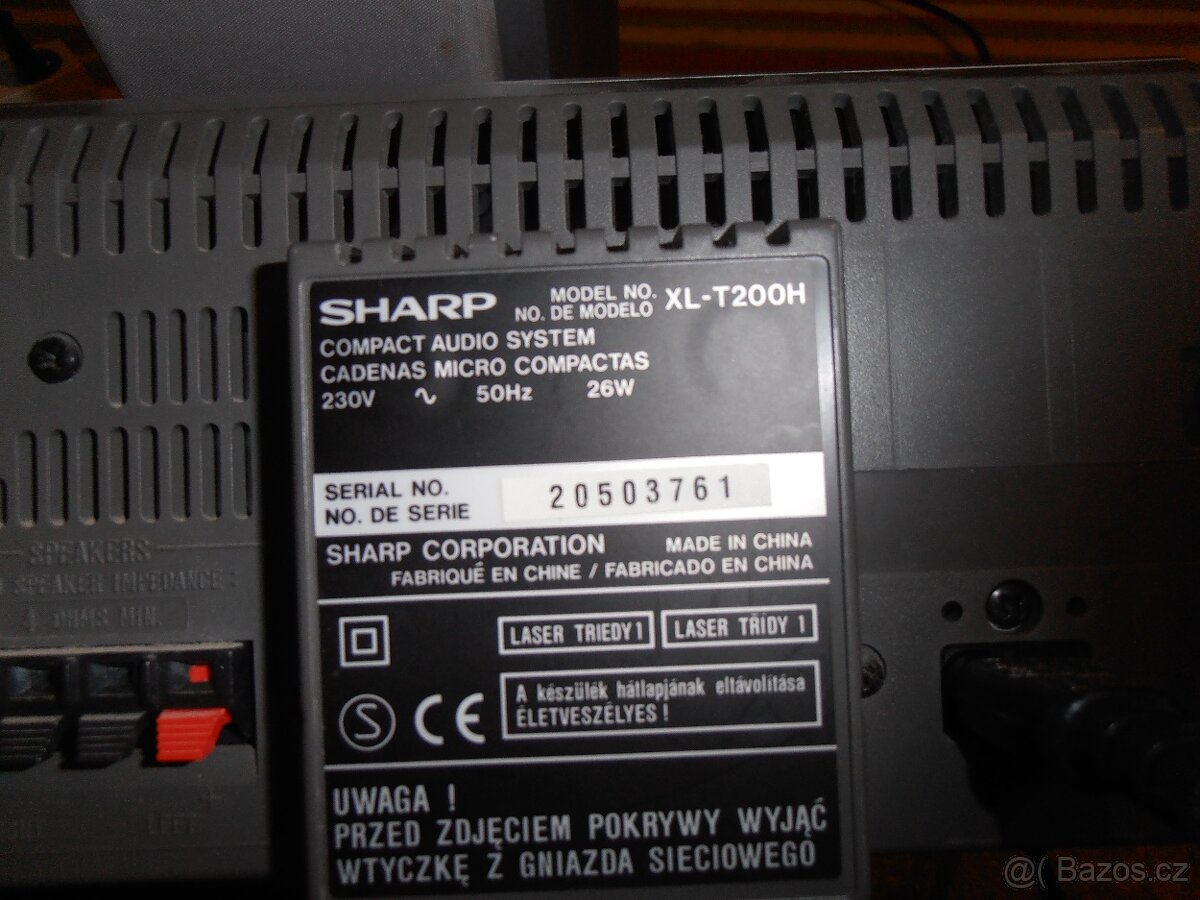 SHARP MODEL NO. XL-T200H
NO. DE MODELO
COMPACT AUDIO SYSTEM
CADENAS MICRO COMPACTAS
230V ∿ 50Hz 26W
SERIAL NO. 20503761
NO. DE SERIE
SHARP CORPORATION MADE IN CHINA
FABRIQUÉ EN CHINE / FABRICADO EN CHINA
LASER TRIEDY 1 LASER TŘÍDY 1
S CE
A készülék hátlapjának eltávolítása
ÉLETVESZÉLYES !
UWAGA !
PRZED ZDJĘCIEM POKRYWY WYJĄĆ
WTYCZKĘ Z GNIAZDA SIECIOWEGO
SPEAKERS
SPEAKER IMPEDANCE :
OHMS MIN.
+
LEFT
@( Bazos.cz